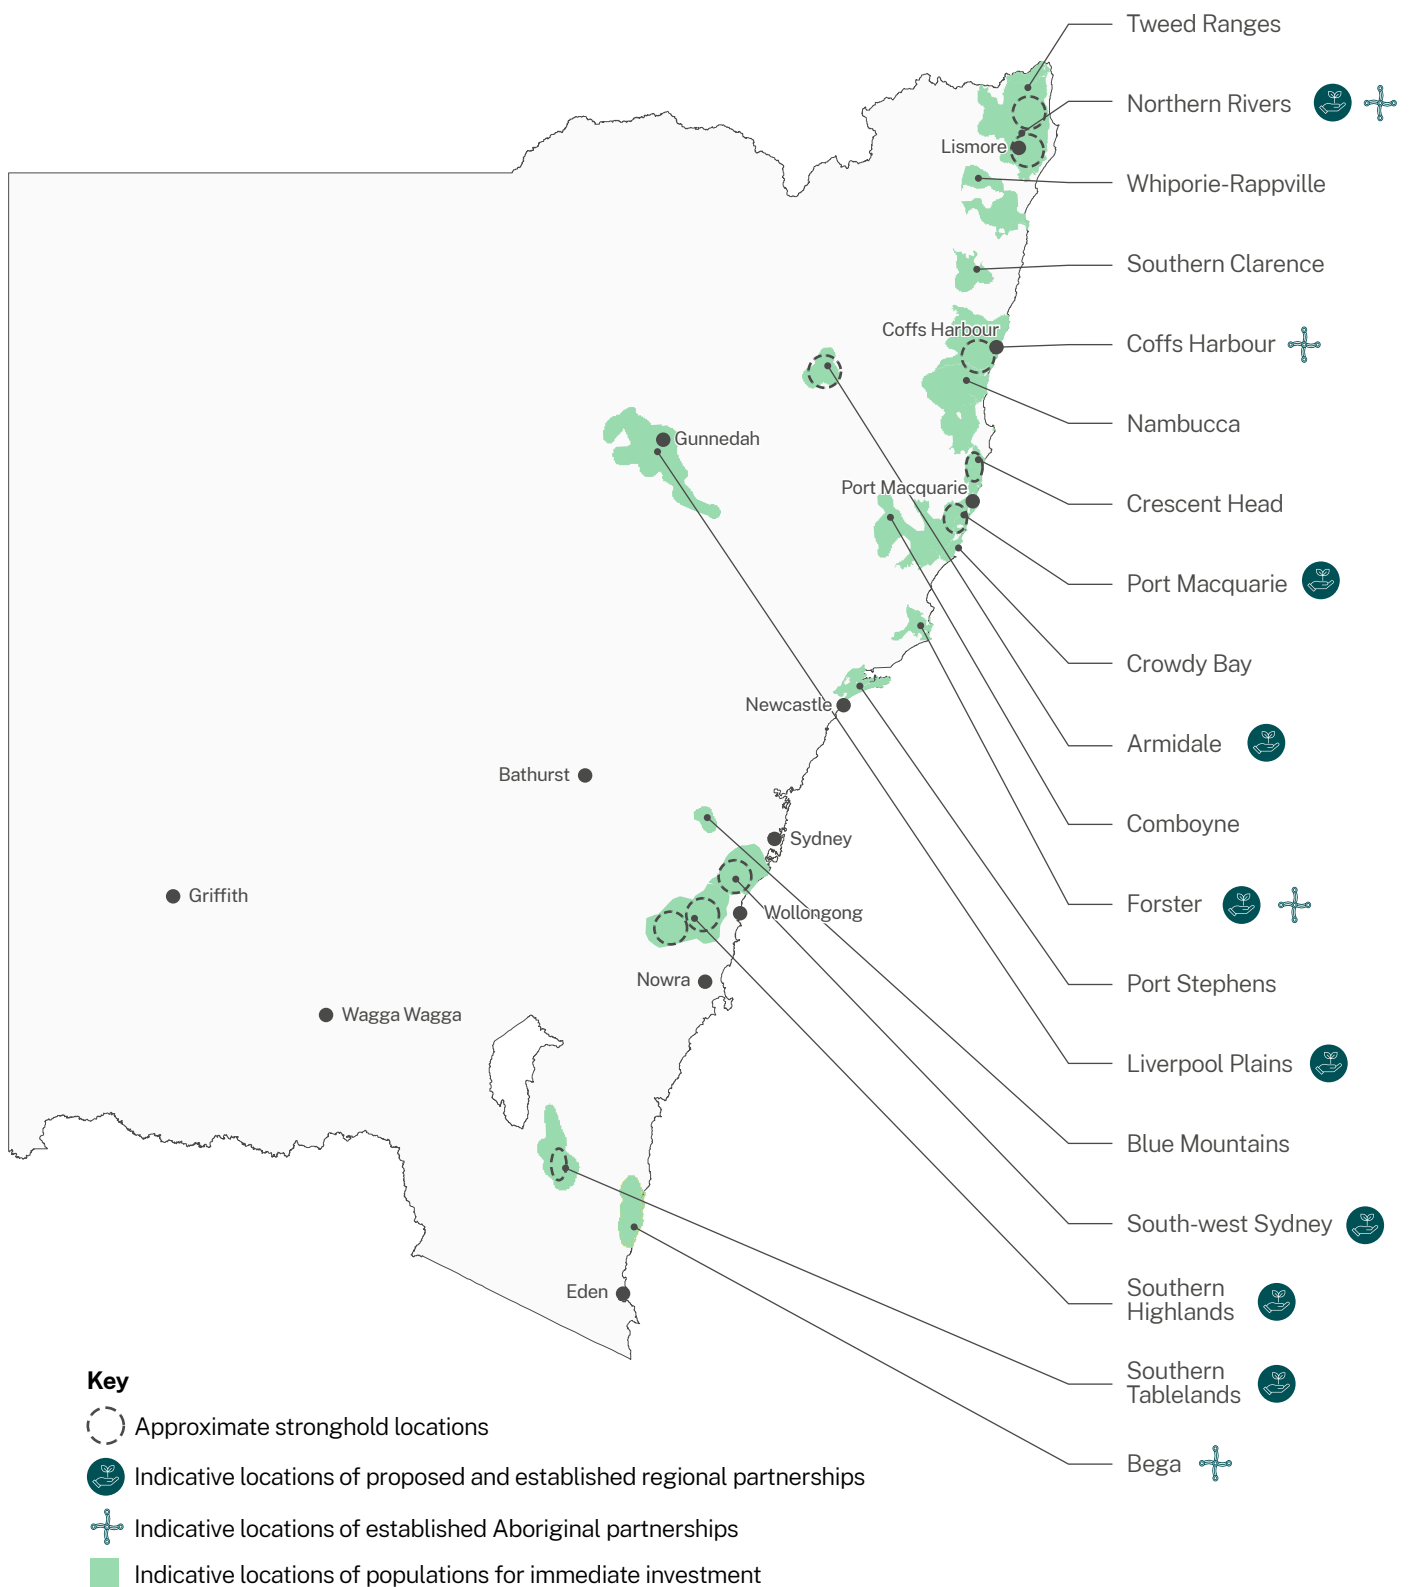 Tweed Ranges
Northern Rivers
Lismore
Whiporie-Rappville
Southern Clarence
Coffs Harbour
Coffs Harbour
Nambucca
Gunnedah
Port Macquarie
Crescent Head
Port Macquarie
Crowdy Bay
Newcastle
Armidale
Bathurst
Comboyne
Sydney
Griffith
Forster
Wollongong
Nowra
Port Stephens
Wagga Wagga
Liverpool Plains
Blue Mountains
South-west Sydney
Eden
Southern
Highlands
Southern
Tablelands
Bega
Key
Approximate stronghold locations
Indicative locations of proposed and established regional partnerships
Indicative locations of established Aboriginal partnerships
Indicative locations of populations for immediate investment